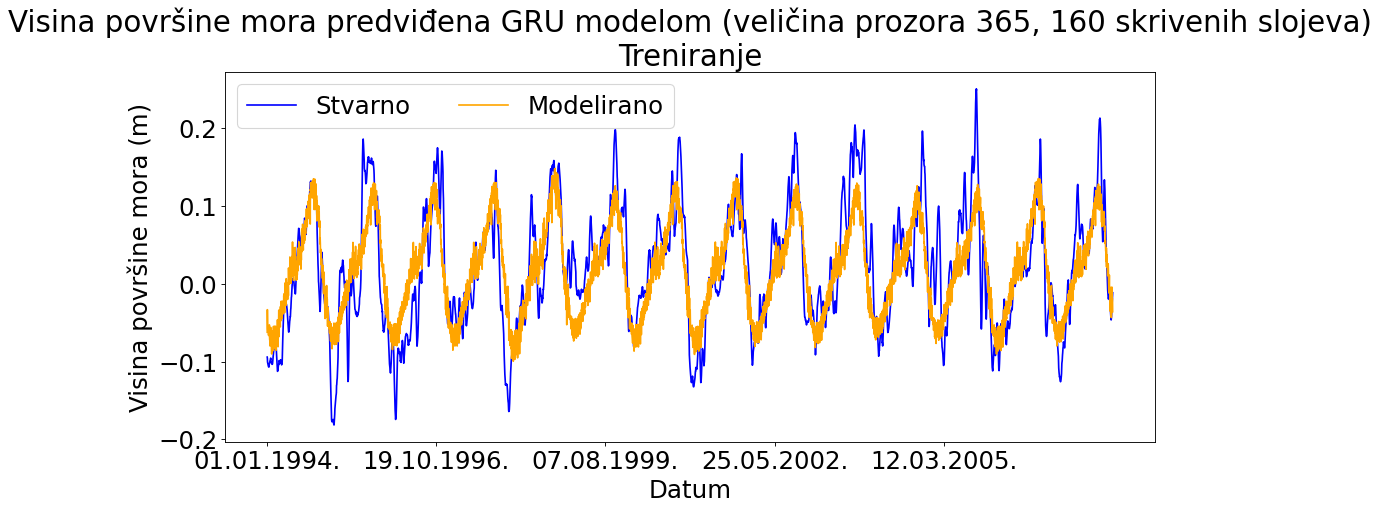 Visina površine mora predviđena GRU modelom (veličina prozora 365, 160 skrivenih slojeva)
Treniranje
Stvarno
Modelirano
Visina površine mora (m)
0.2
0.1
0.0
−0.1
−0.2
01.01.1994.
19.10.1996.
07.08.1999.
25.05.2002.
12.03.2005.
Datum